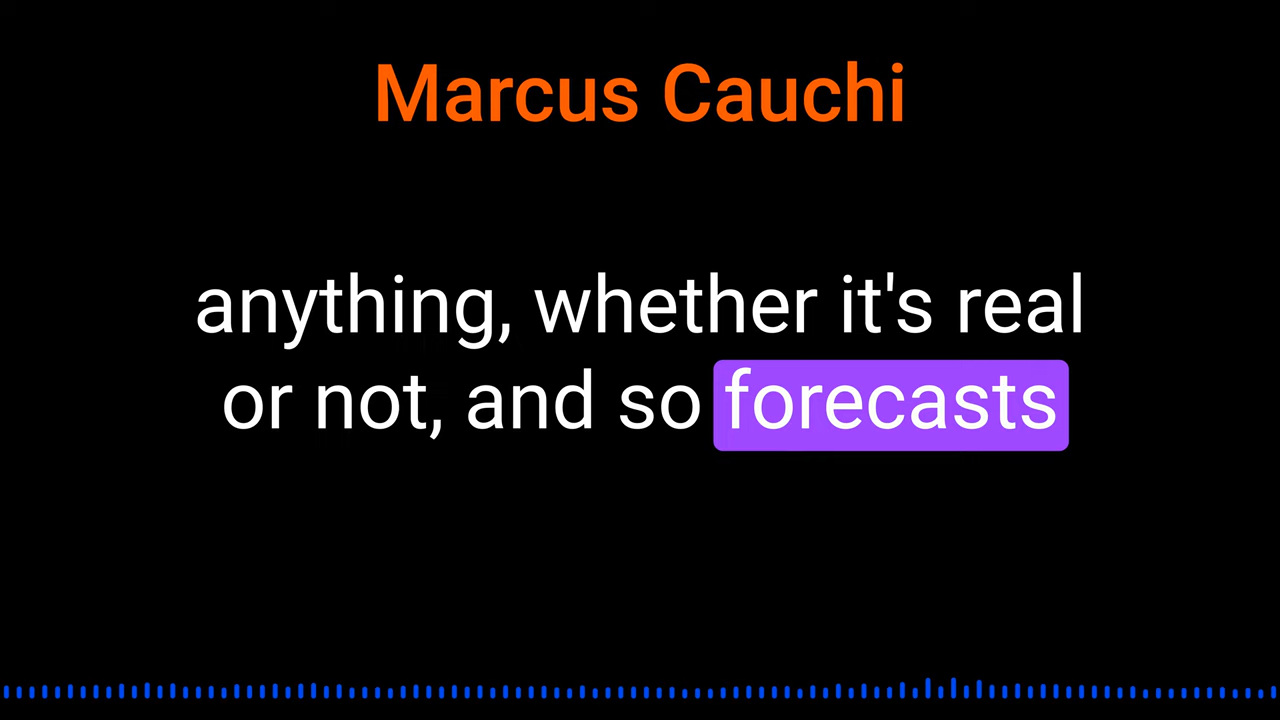 Marcus Cauchi
anything, whether it's real
or not, and so forecasts